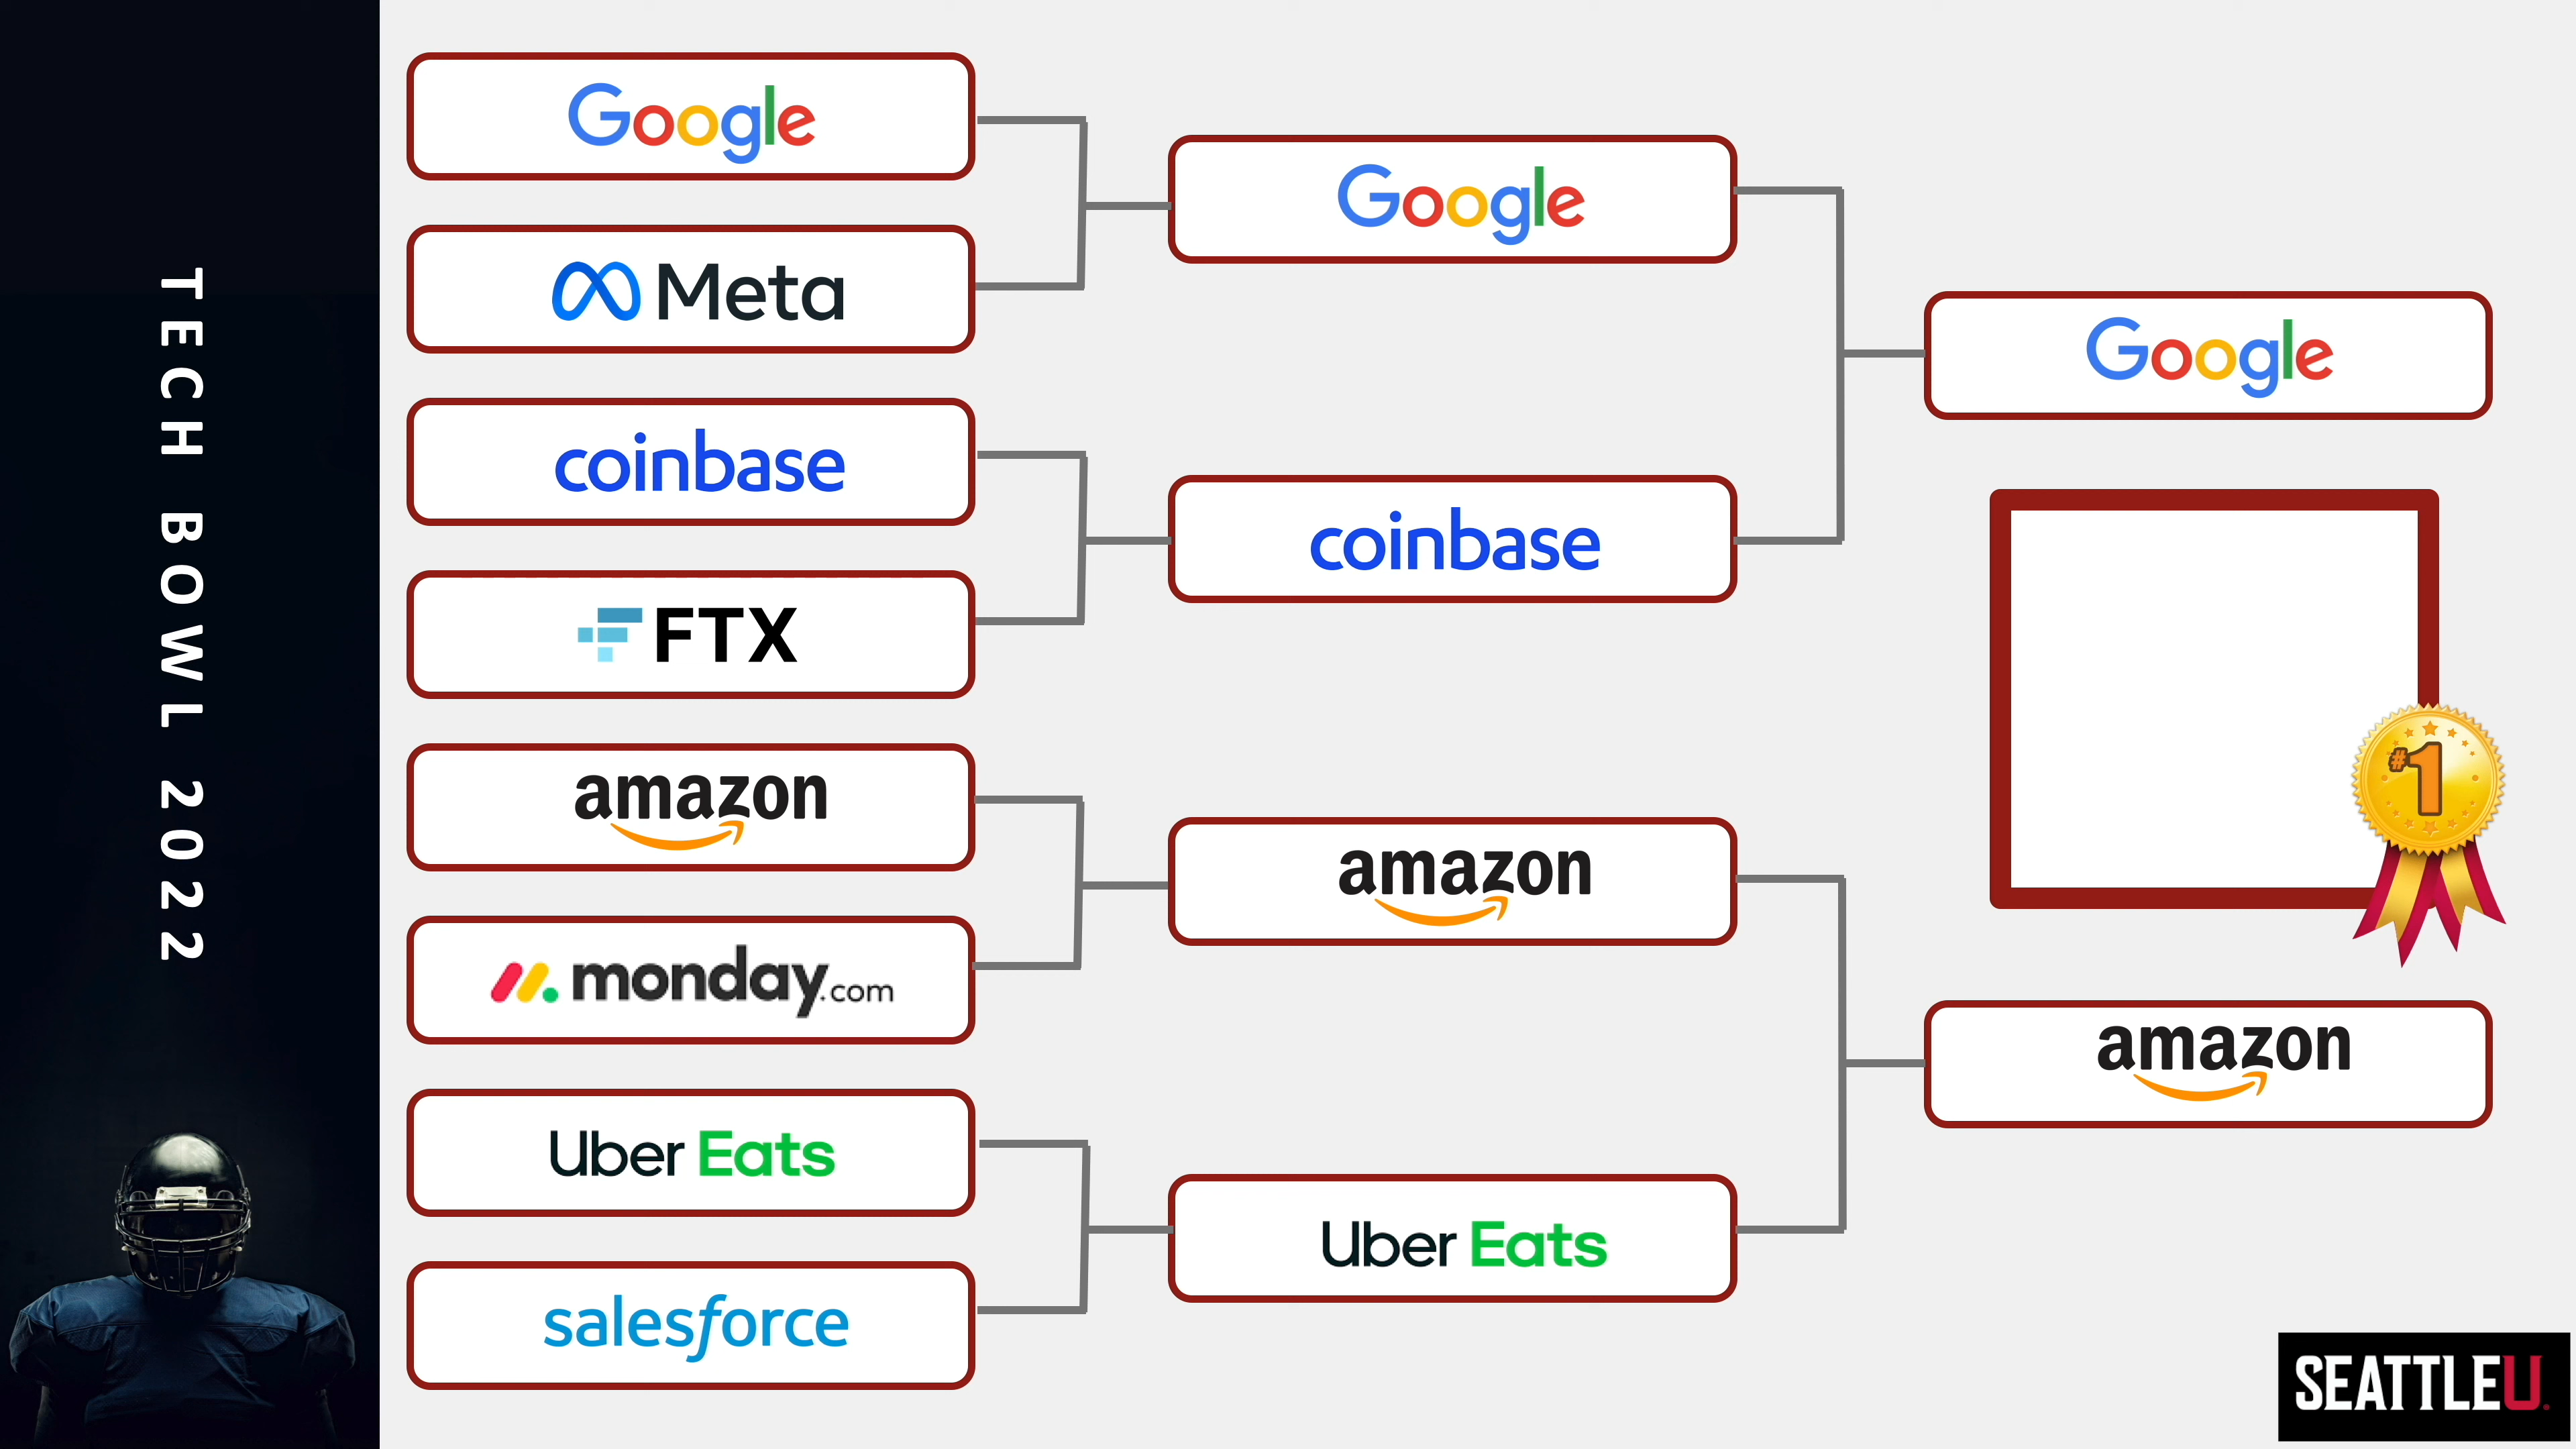 TECH BOWL 2022
Google
Meta
coinbase
FTX
amazon
monday.com
Uber Eats
salesforce
Google
coinbase
amazon
Uber Eats
Google
#1
amazon
SEATTLEU